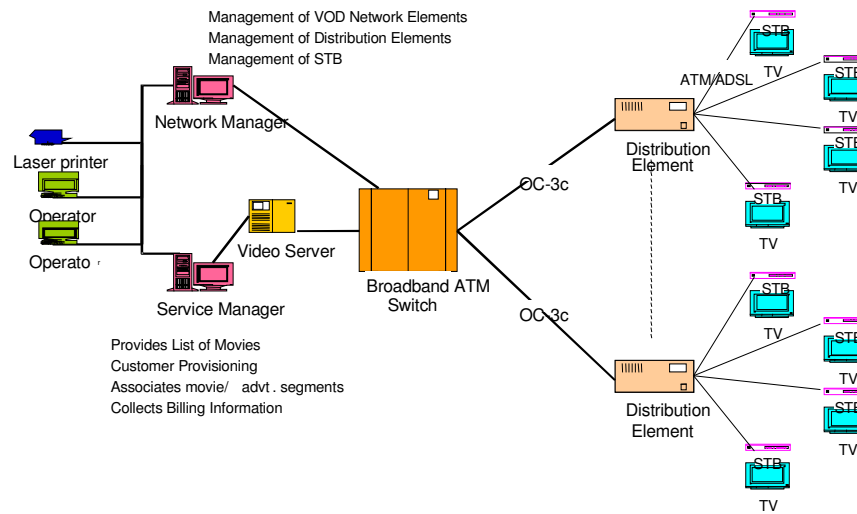 Management of VOD Network Elements
Management of Distribution Elements
Management of STB
Network Manager
Laser printer
Operator
Operato r
Video Server
Service Manager
Provides List of Movies
Customer Provisioning
Associates movie/ advt . segments
Collects Billing Information
Broadband ATM
Switch
OC-3c
OC-3c
ATM/ADSL
Distribution
Element
STB
TV
STB
TV
STB
TV
STB
TV
Distribution
Element
STB
TV
STB
TV
STB
TV
STB
TV